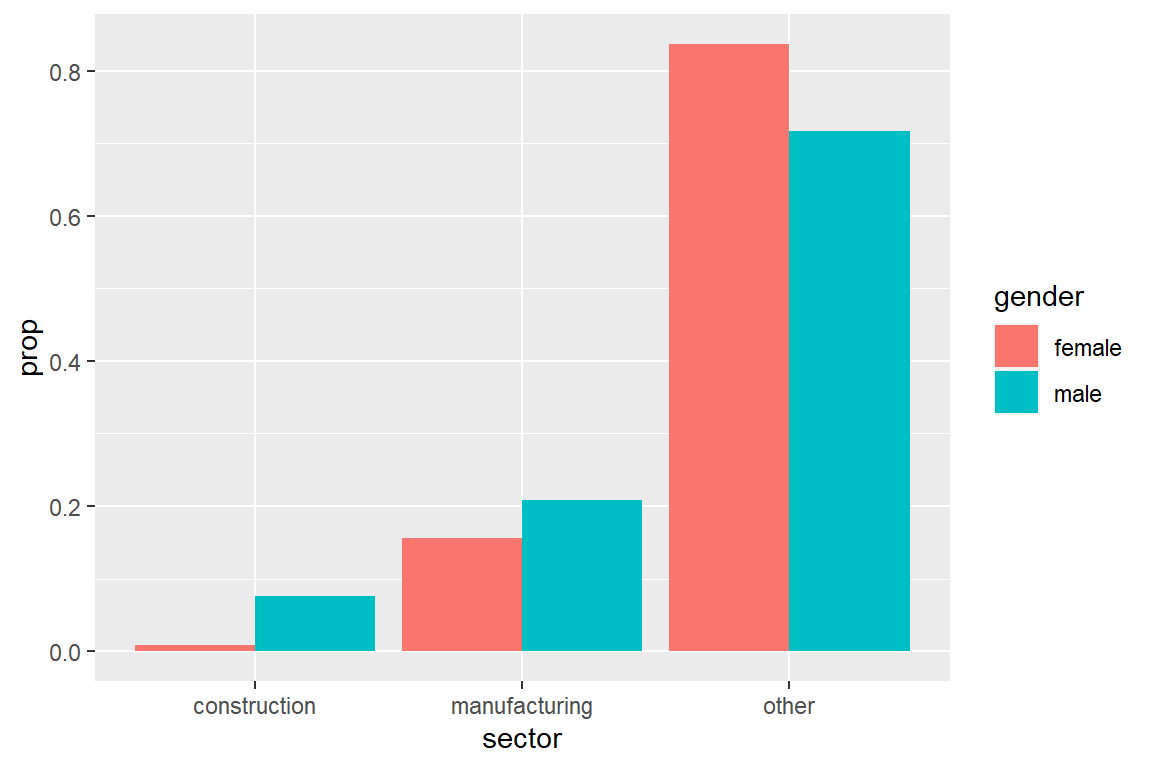 prop
0.8
0.6
0.4
0.2
0.0
construction manufacturing other
sector
gender
female
male